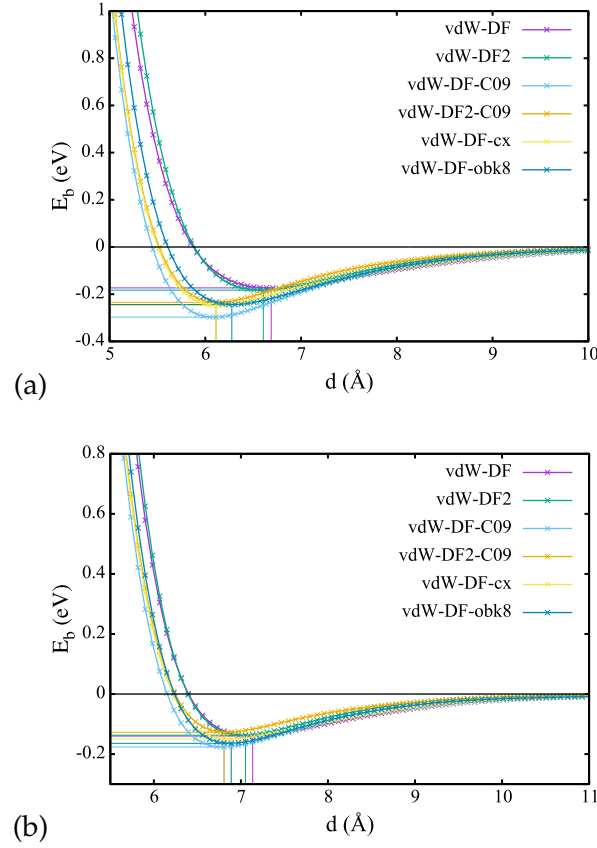 1
0.8
0.6
0.4
0.2
0
-0.2
-0.4
E_b (eV)
vdW-DF
vdW-DF2
vdW-DF-C09
vdW-DF2-C09
vdW-DF-cx
vdW-DF-obk8
5 6 7 8 9 10
d (Å)
(a)
0.8
0.6
0.4
0.2
0
-0.2
E_b (eV)
vdW-DF
vdW-DF2
vdW-DF-C09
vdW-DF2-C09
vdW-DF-cx
vdW-DF-obk8
6 7 8 9 10 11
d (Å)
(b)